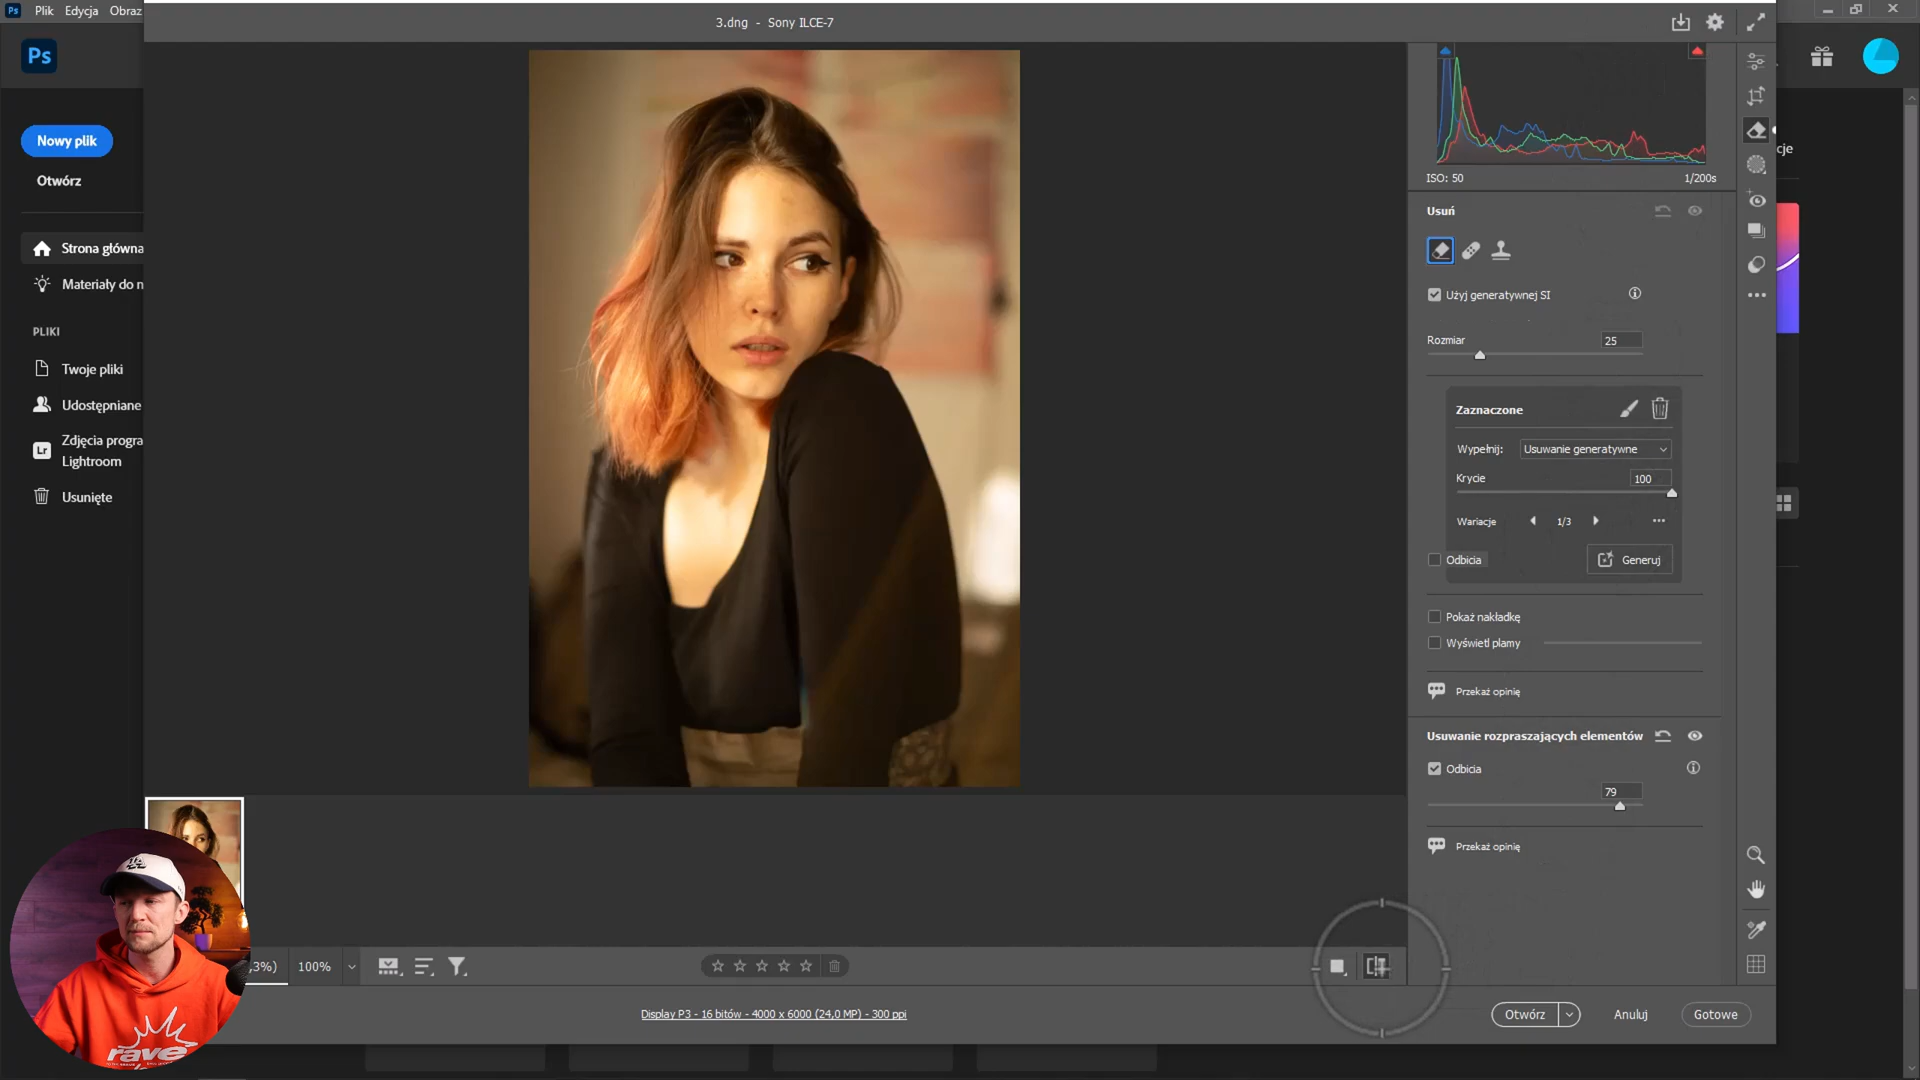 Ps Plik Edycja Obraz
3.dng - Sony ILCE-7
Ps
Nowy plik
Otwórz
Strona główna
Materiały do n
PLIKI
Twoje pliki
Udostępniane
Zdjęcia progra
Lr Lightroom
Usunięte
ISO: 50 1/200s
cje
Usuń
Użyj generatywnej SI
Rozmiar 25
Zaznaczone
Wypełnij: Usuwanie generatywne
Krycie 100
Wariacje 1/3
Odbicia Generuj
Pokaż nakładkę
Wyświetl plamy
Przekaż opinię
Usuwanie rozpraszających elementów
Odbicia
79
Przekaż opinię
,3%) 100%
Display P3 - 16 bitów - 4000 x 6000 (24,0 MP) - 300 ppi
Otwórz Anuluj Gotowe
rave